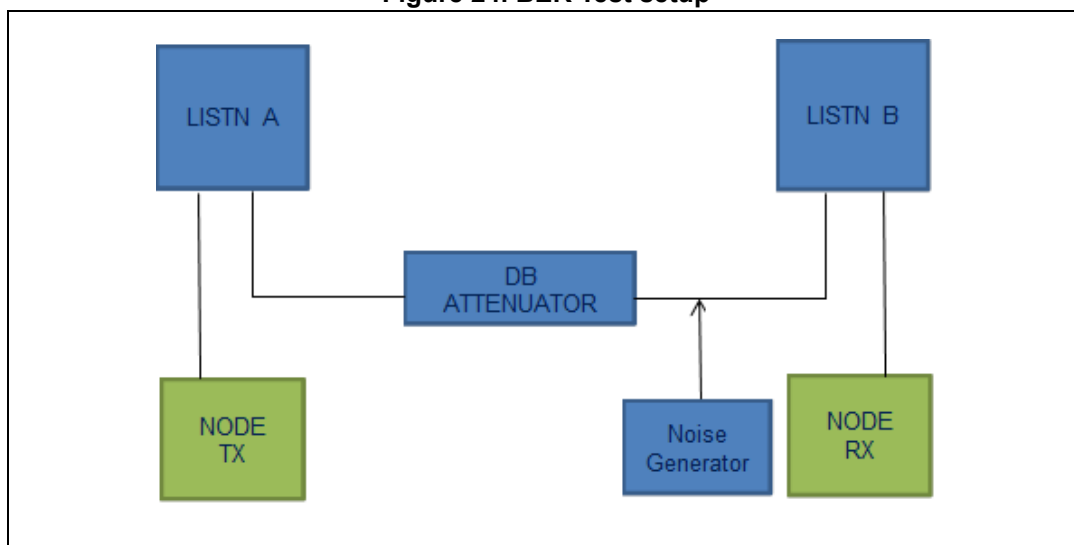 LISTN A
LISTN B
DB
ATTENUATOR
NODE
TX
Noise
Generator
NODE
RX